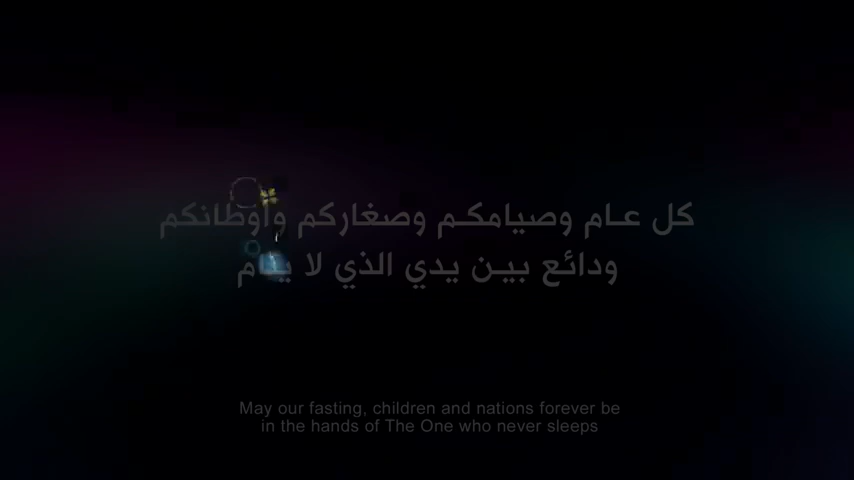 كل عام وصيامكم وصغاركم وأوطانكم
ودائع بين يدي الذي لا ينام
May our fasting, children and nations forever be
in the hands of The One who never sleeps